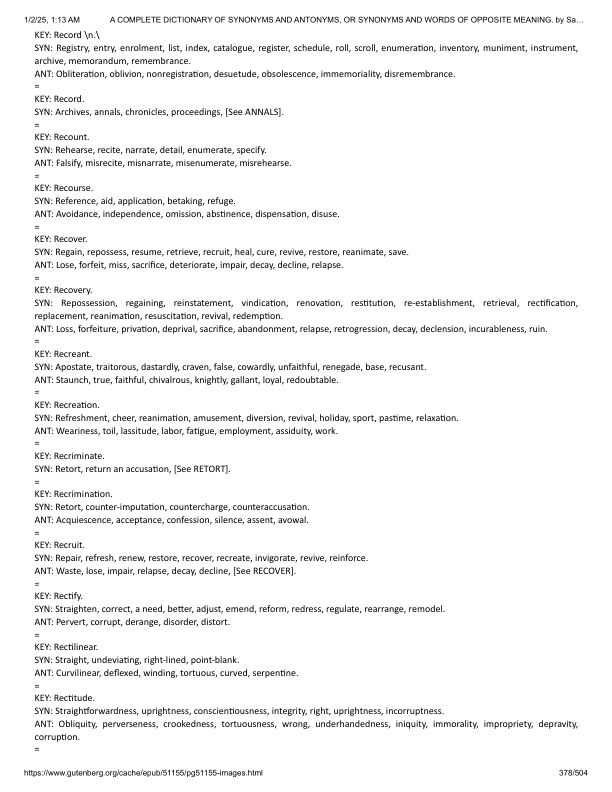 1/2/25, 1:13 AM A COMPLETE DICTIONARY OF SYNONYMS AND ANTONYMS, OR SYNONYMS AND WORDS OF OPPOSITE MEANING. by Sa…
KEY: Record \n.\
SYN: Registry, entry, enrolment, list, index, catalogue, register, schedule, roll, scroll, enumeration, inventory, muniment, instrument,
archive, memorandum, remembrance.
ANT: Obliteration, oblivion, nonregistration, desuetude, obsolescence, immemoriality, disremembrance.
=
KEY: Record.
SYN: Archives, annals, chronicles, proceedings, [See ANNALS].
=
KEY: Recount.
SYN: Rehearse, recite, narrate, detail, enumerate, specify.
ANT: Falsify, misrecite, misnarrate, misenumerate, misrehearse.
=
KEY: Recourse.
SYN: Reference, aid, application, betaking, refuge.
ANT: Avoidance, independence, omission, abstinence, dispensation, disuse.
=
KEY: Recover.
SYN: Regain, repossess, resume, retrieve, recruit, heal, cure, revive, restore, reanimate, save.
ANT: Lose, forfeit, miss, sacrifice, deteriorate, impair, decay, decline, relapse.
=
KEY: Recovery.
SYN: Repossession, regaining, reinstatement, vindication, renovation, restitution, re-establishment, retrieval, rectification,
replacement, reanimation, resuscitation, revival, redemption.
ANT: Loss, forfeiture, privation, deprival, sacrifice, abandonment, relapse, retrogression, decay, declension, incurableness, ruin.
=
KEY: Recreant.
SYN: Apostate, traitorous, dastardly, craven, false, cowardly, unfaithful, renegade, base, recusant.
ANT: Staunch, true, faithful, chivalrous, knightly, gallant, loyal, redoubtable.
=
KEY: Recreation.
SYN: Refreshment, cheer, reanimation, amusement, diversion, revival, holiday, sport, pastime, relaxation.
ANT: Weariness, toil, lassitude, labor, fatigue, employment, assiduity, work.
=
KEY: Recriminate.
SYN: Retort, return an accusation, [See RETORT].
=
KEY: Recrimination.
SYN: Retort, counter-imputation, countercharge, counteraccusation.
ANT: Acquiescence, acceptance, confession, silence, assent, avowal.
=
KEY: Recruit.
SYN: Repair, refresh, renew, restore, recover, recreate, invigorate, revive, reinforce.
ANT: Waste, lose, impair, relapse, decay, decline, [See RECOVER].
=
KEY: Rectify.
SYN: Straighten, correct, a need, better, adjust, emend, reform, redress, regulate, rearrange, remodel.
ANT: Pervert, corrupt, derange, disorder, distort.
=
KEY: Rectilinear.
SYN: Straight, undeviating, right-lined, point-blank.
ANT: Curvilinear, deflexed, winding, tortuous, curved, serpentine.
=
KEY: Rectitude.
SYN: Straightforwardness, uprightness, conscientiousness, integrity, right, uprightness, incorruptness.
ANT: Obliquity, perverseness, crookedness, tortuousness, wrong, underhandedness, iniquity, immorality, impropriety, depravity,
corruption.
=
https://www.gutenberg.org/cache/epub/51155/pg51155-images.html 378/504